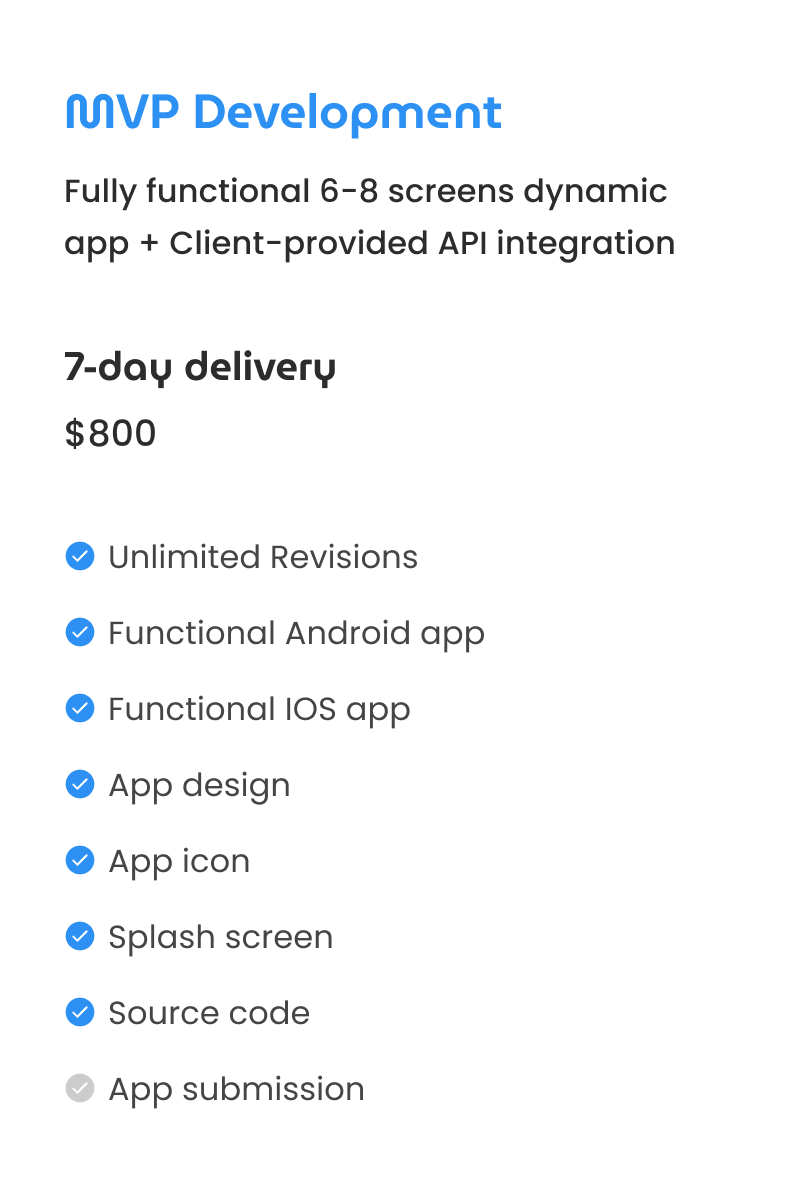 MVP Development
Fully functional 6-8 screens dynamic
app + Client-provided API integration
7-day delivery
$800
Unlimited Revisions
Functional Android app
Functional IOS app
App design
App icon
Splash screen
Source code
App submission